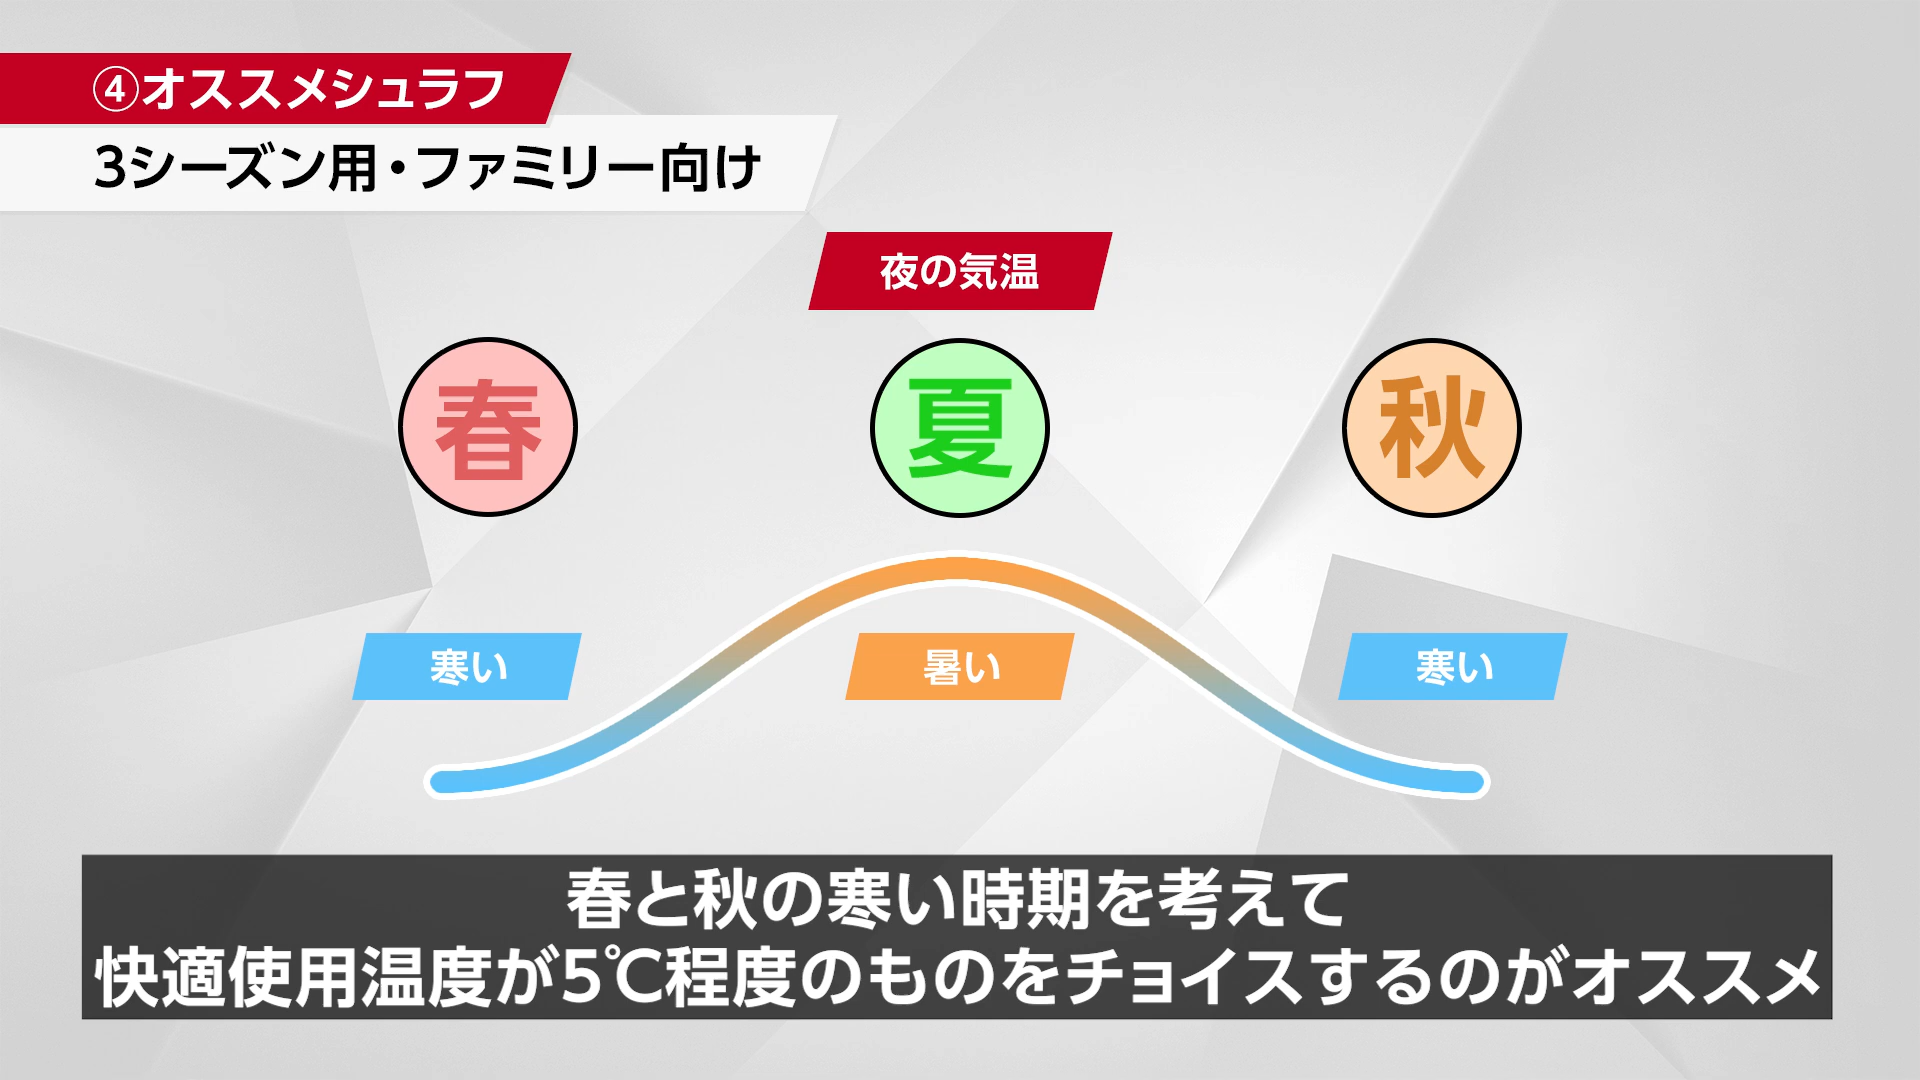 ④オススメシュラフ
3シーズン用・ファミリー向け
夜の気温
春
夏
秋
寒い
暑い
寒い
春と秋の寒い時期を考えて
快適使用温度が5℃程度のものをチョイスするのがオススメ